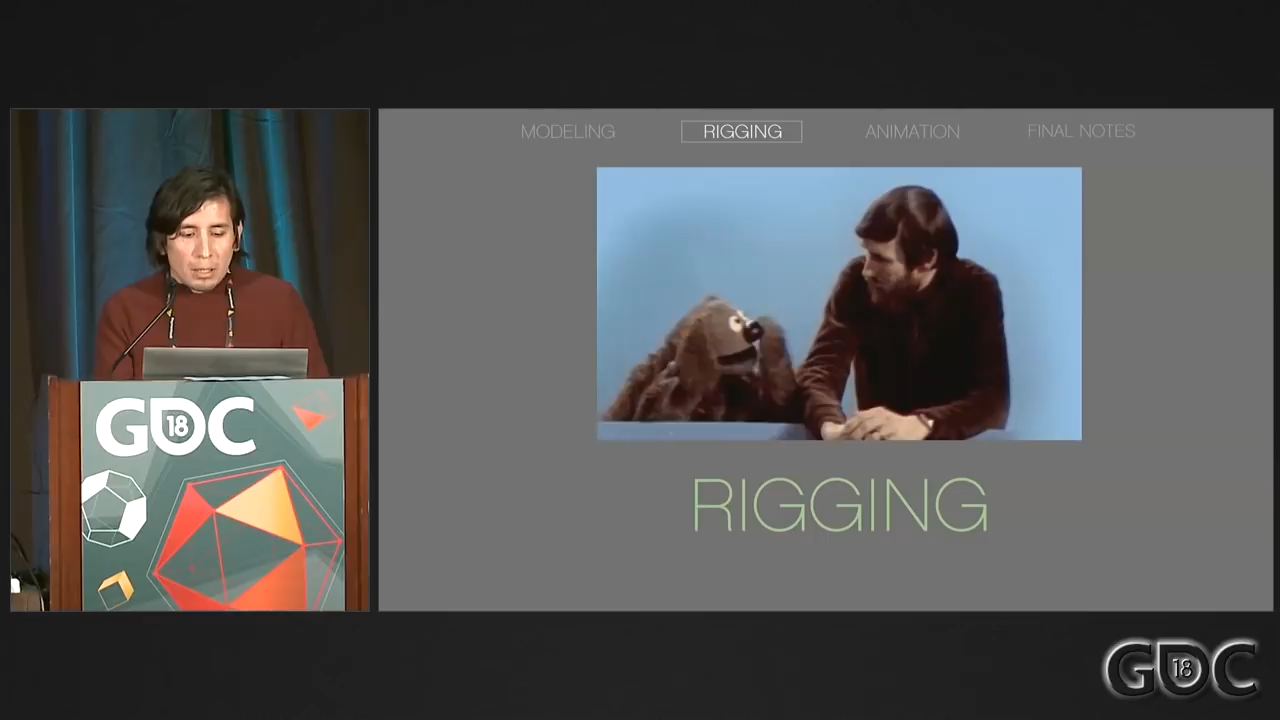 MODELING
RIGGING
ANIMATION
FINAL NOTES
RIGGING
GDC
18
GDC
18